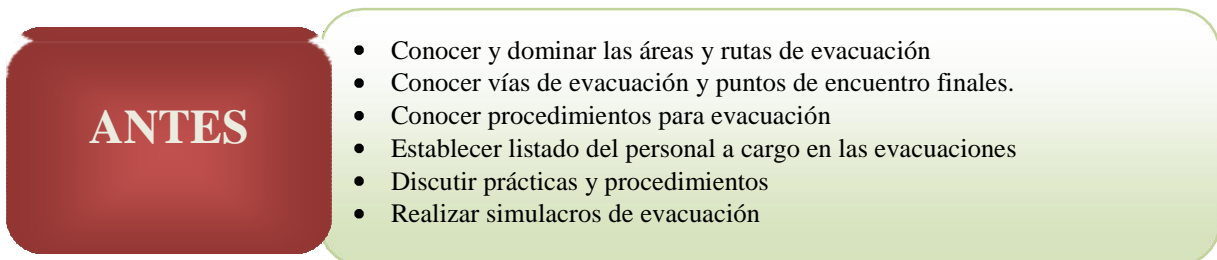 ANTES
• Conocer y dominar las áreas y rutas de evacuación
• Conocer vías de evacuación y puntos de encuentro finales.
• Conocer procedimientos para evacuación
• Establecer listado del personal a cargo en las evacuaciones
• Discutir prácticas y procedimientos
• Realizar simulacros de evacuación